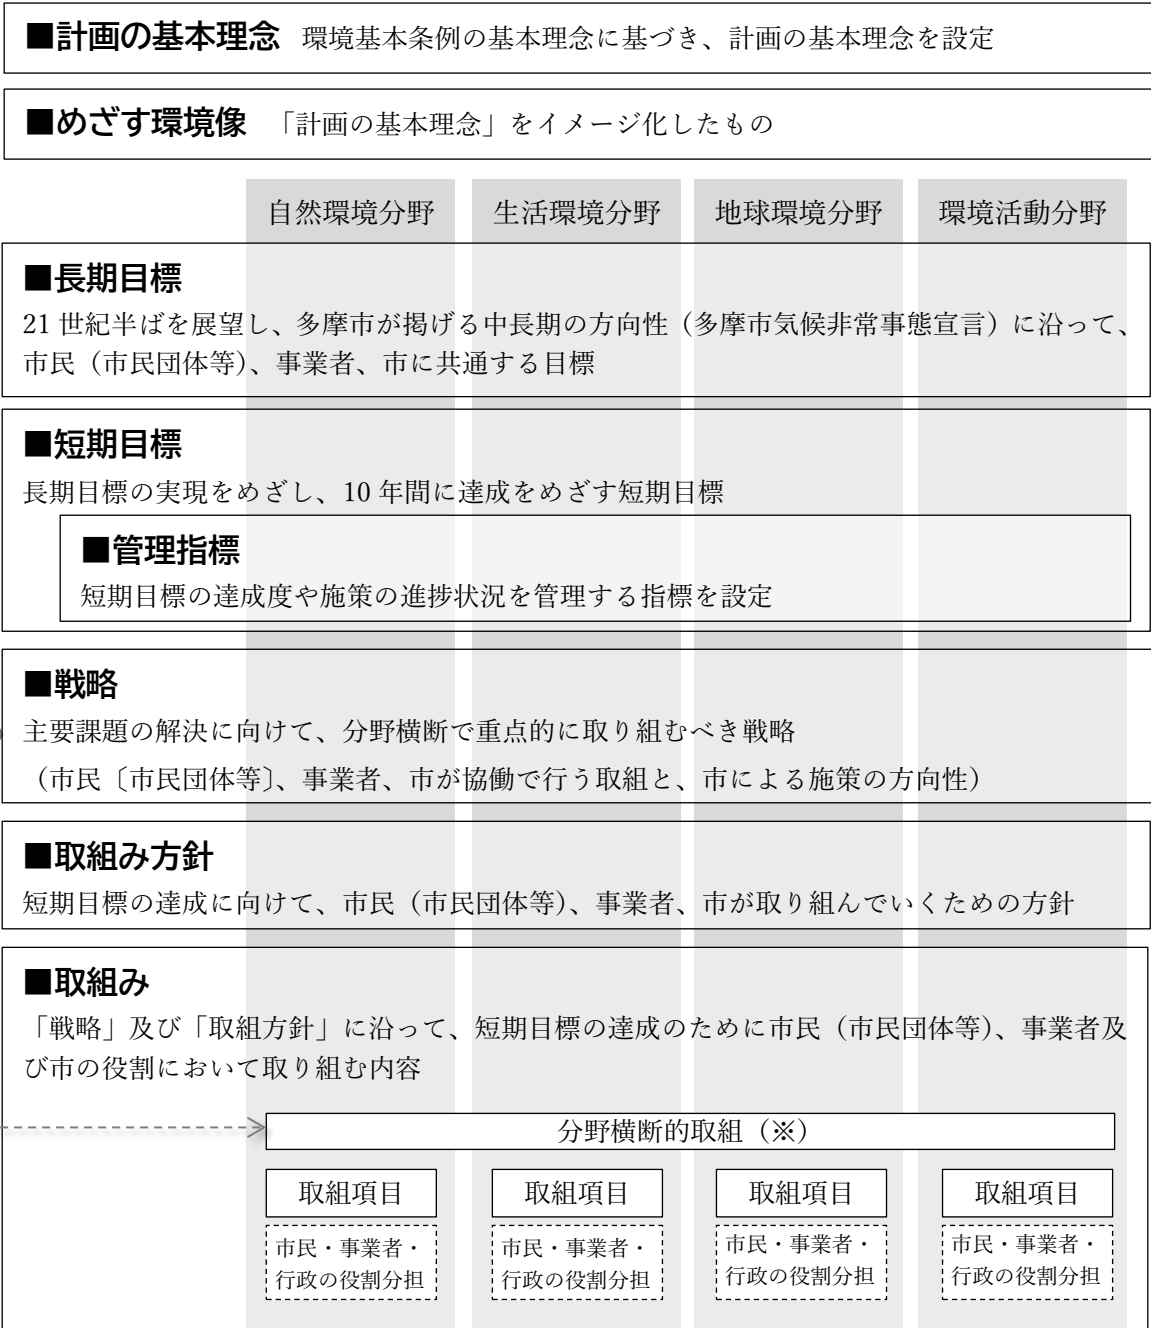 ■計画の基本理念 環境基本条例の基本理念に基づき、計画の基本理念を設定
■めざす環境像 「計画の基本理念」をイメージ化したもの
自然環境分野 生活環境分野 地球環境分野 環境活動分野
■長期目標
21 世紀半ばを展望し、多摩市が掲げる中長期の方向性（多摩市気候非常事態宣言）に沿って、
市民（市民団体等）、事業者、市に共通する目標
■短期目標
長期目標の実現をめざし、10 年間に達成をめざす短期目標
■管理指標
短期目標の達成度や施策の進捗状況を管理する指標を設定
■戦略
主要課題の解決に向けて、分野横断で重点的に取り組むべき戦略
（市民〔市民団体等〕、事業者、市が協働で行う取組と、市による施策の方向性）
■取組み方針
短期目標の達成に向けて、市民（市民団体等）、事業者、市が取り組んでいくための方針
■取組み
「戦略」及び「取組方針」に沿って、短期目標の達成のために市民（市民団体等）、事業者及
び市の役割において取り組む内容
分野横断的取組（※）
取組項目 取組項目 取組項目 取組項目
市民・事業者・ 市民・事業者・ 市民・事業者・ 市民・事業者・
行政の役割分担 行政の役割分担 行政の役割分担 行政の役割分担